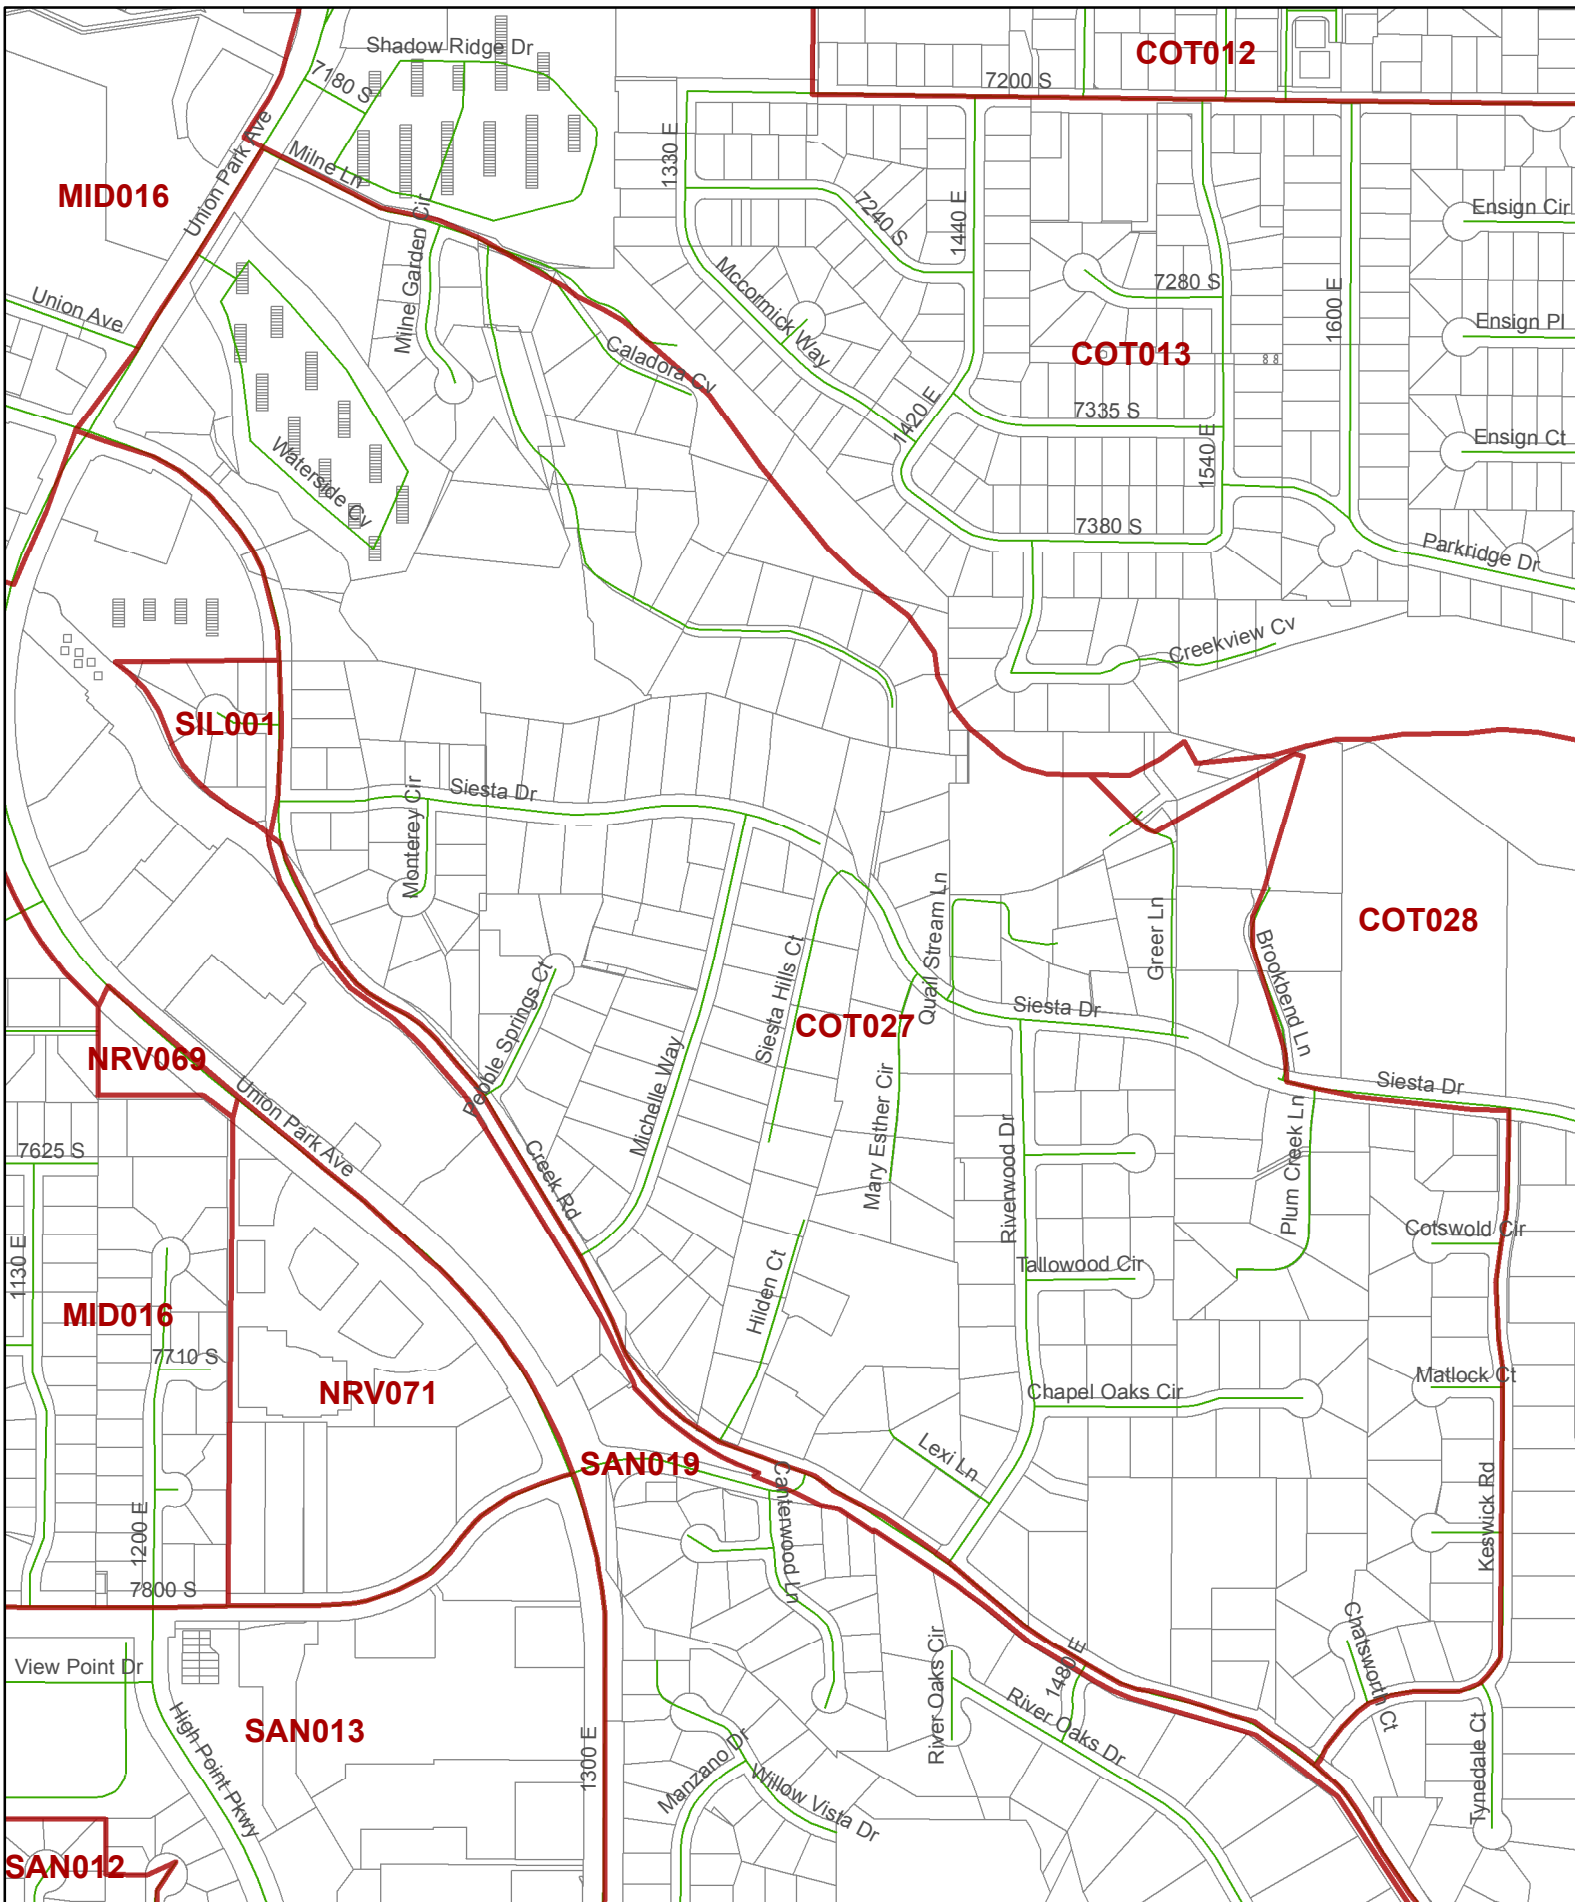 COT012
Shadow Ridge Dr
7180 S
7200 S
Union Park Ave
Milne Ln
1330 E
MID016
7240 S
1440 E
Ensign Cir
Milne Garden Cir
Mccormick Way
7280 S
1600 E
Union Ave
Ensign Pl
Caladora Cv
COT013
1420 E
7335 S
1540 E
Ensign Ct
Waterside Cv
7380 S
Parkridge Dr
Creekview Cv
SIL001
Monterey Cir
Siesta Dr
Quail Stream Ln
Greer Ln
COT028
Brookbend Ln
Pebble Springs Ct
Siesta Hills Ct
COT027
Siesta Dr
NRV069
Union Park Ave
Michelle Way
Mary Esther Cir
Siesta Dr
7625 S
Creek Rd
Riverwood Dr
Plum Creek Ln
1130 E
Cotswold Cir
Hilden Ct
Tallowood Cir
MID016
7710 S
NRV071
Chapel Oaks Cir
Matlock Ct
SAN019
Lexi Ln
Canterwood Ln
Keswick Rd
1200 E
7800 S
View Point Dr
River Oaks Cir
1480 E
Chatsworth Ct
High Point Pkwy
SAN013
River Oaks Dr
1300 E
Manzano Dr
Willow Vista Dr
Tynedale Ct
SAN012